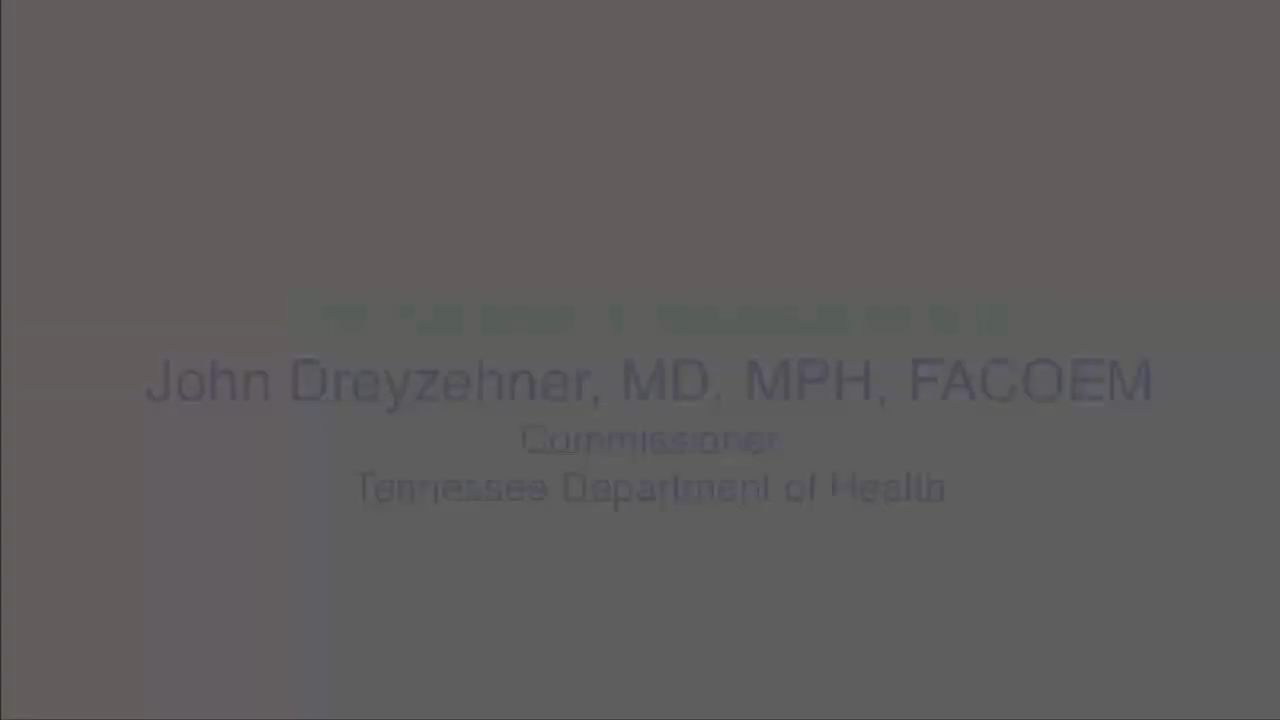 John Dreyzehner, MD, MPH, FACOEM
Commissioner
Tennessee Department of Health